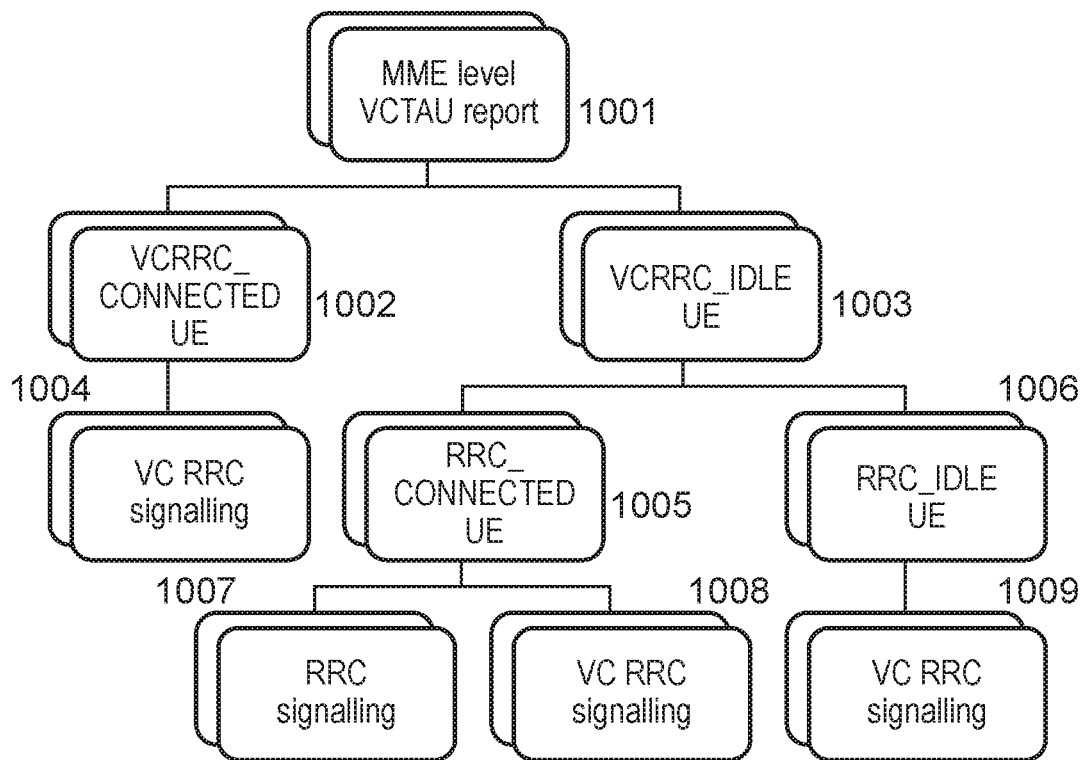 MME level
VCTAU report
1001
VCRRC_
CONNECTED
UE
1002
VCRRC_IDLE
UE
1003
1004
VC RRC
signalling
RRC_
CONNECTED
UE
1005
1006
RRC_IDLE
UE
1007
RRC
signalling
1008
VC RRC
signalling
1009
VC RRC
signalling